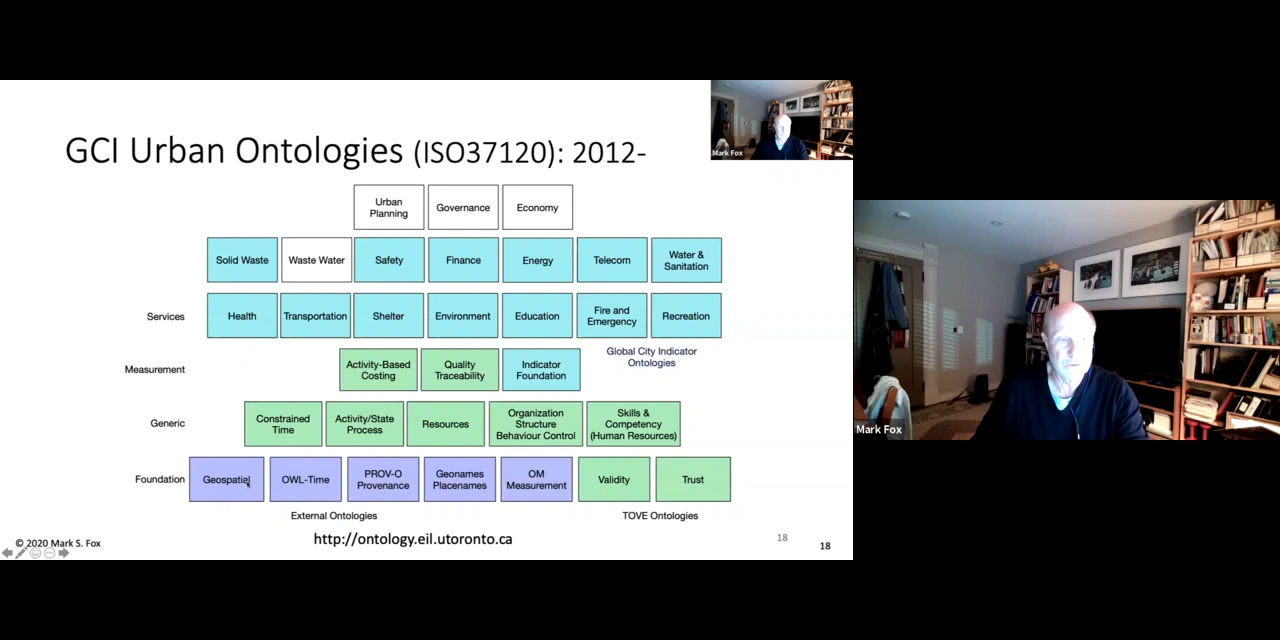 Mark Fox
GCI Urban Ontologies (ISO37120): 2012-
Urban
Planning
Governance
Economy
Solid Waste
Waste Water
Safety
Finance
Energy
Telecom
Water &
Sanitation
Services
Health
Transportation
Shelter
Environment
Education
Fire and
Emergency
Recreation
Global City Indicator
Ontologies
Measurement
Activity-Based
Costing
Quality
Traceability
Indicator
Foundation
Generic
Constrained
Time
Activity/State
Process
Resources
Organization
Structure
Behaviour Control
Skills &
Competency
(Human Resources)
Foundation
Geospatial
OWL-Time
PROV-O
Provenance
Geonames
Placenames
OM
Measurement
Validity
Trust
External Ontologies
TOVE Ontologies
http://ontology.eil.utoronto.ca
© 2020 Mark S. Fox
18
18
Mark Fox